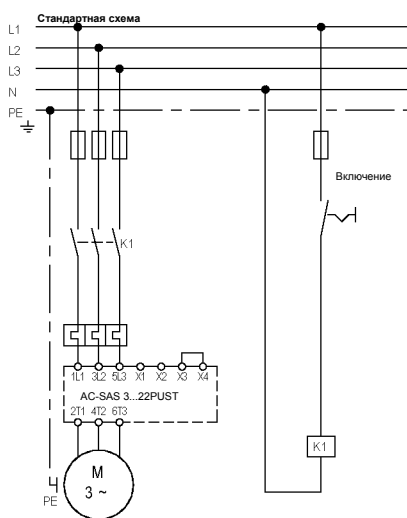 Стандартная схема
L1
L2
L3
N
PE
Включение
K1
1L1 3L2 5L3 X1 X2 X3 X4
AC-SAS 3...22PUST
2T1 4T2 6T3
K1
M
3 ~
PE